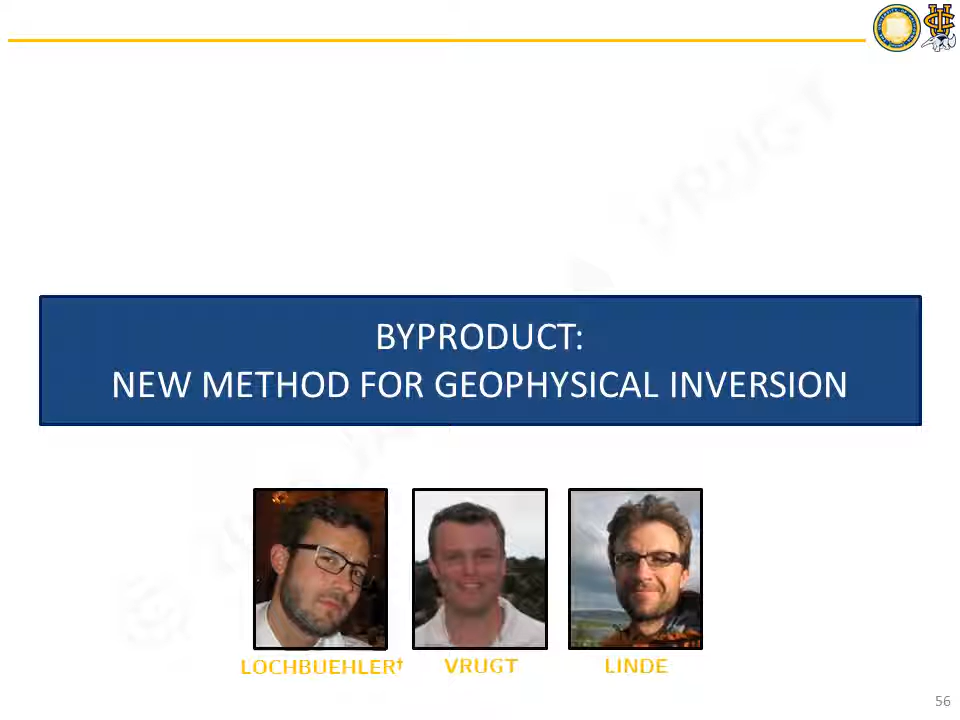 BYPRODUCT:
NEW METHOD FOR GEOPHYSICAL INVERSION
LOCHBUEHLER† VRUGT LINDE
56